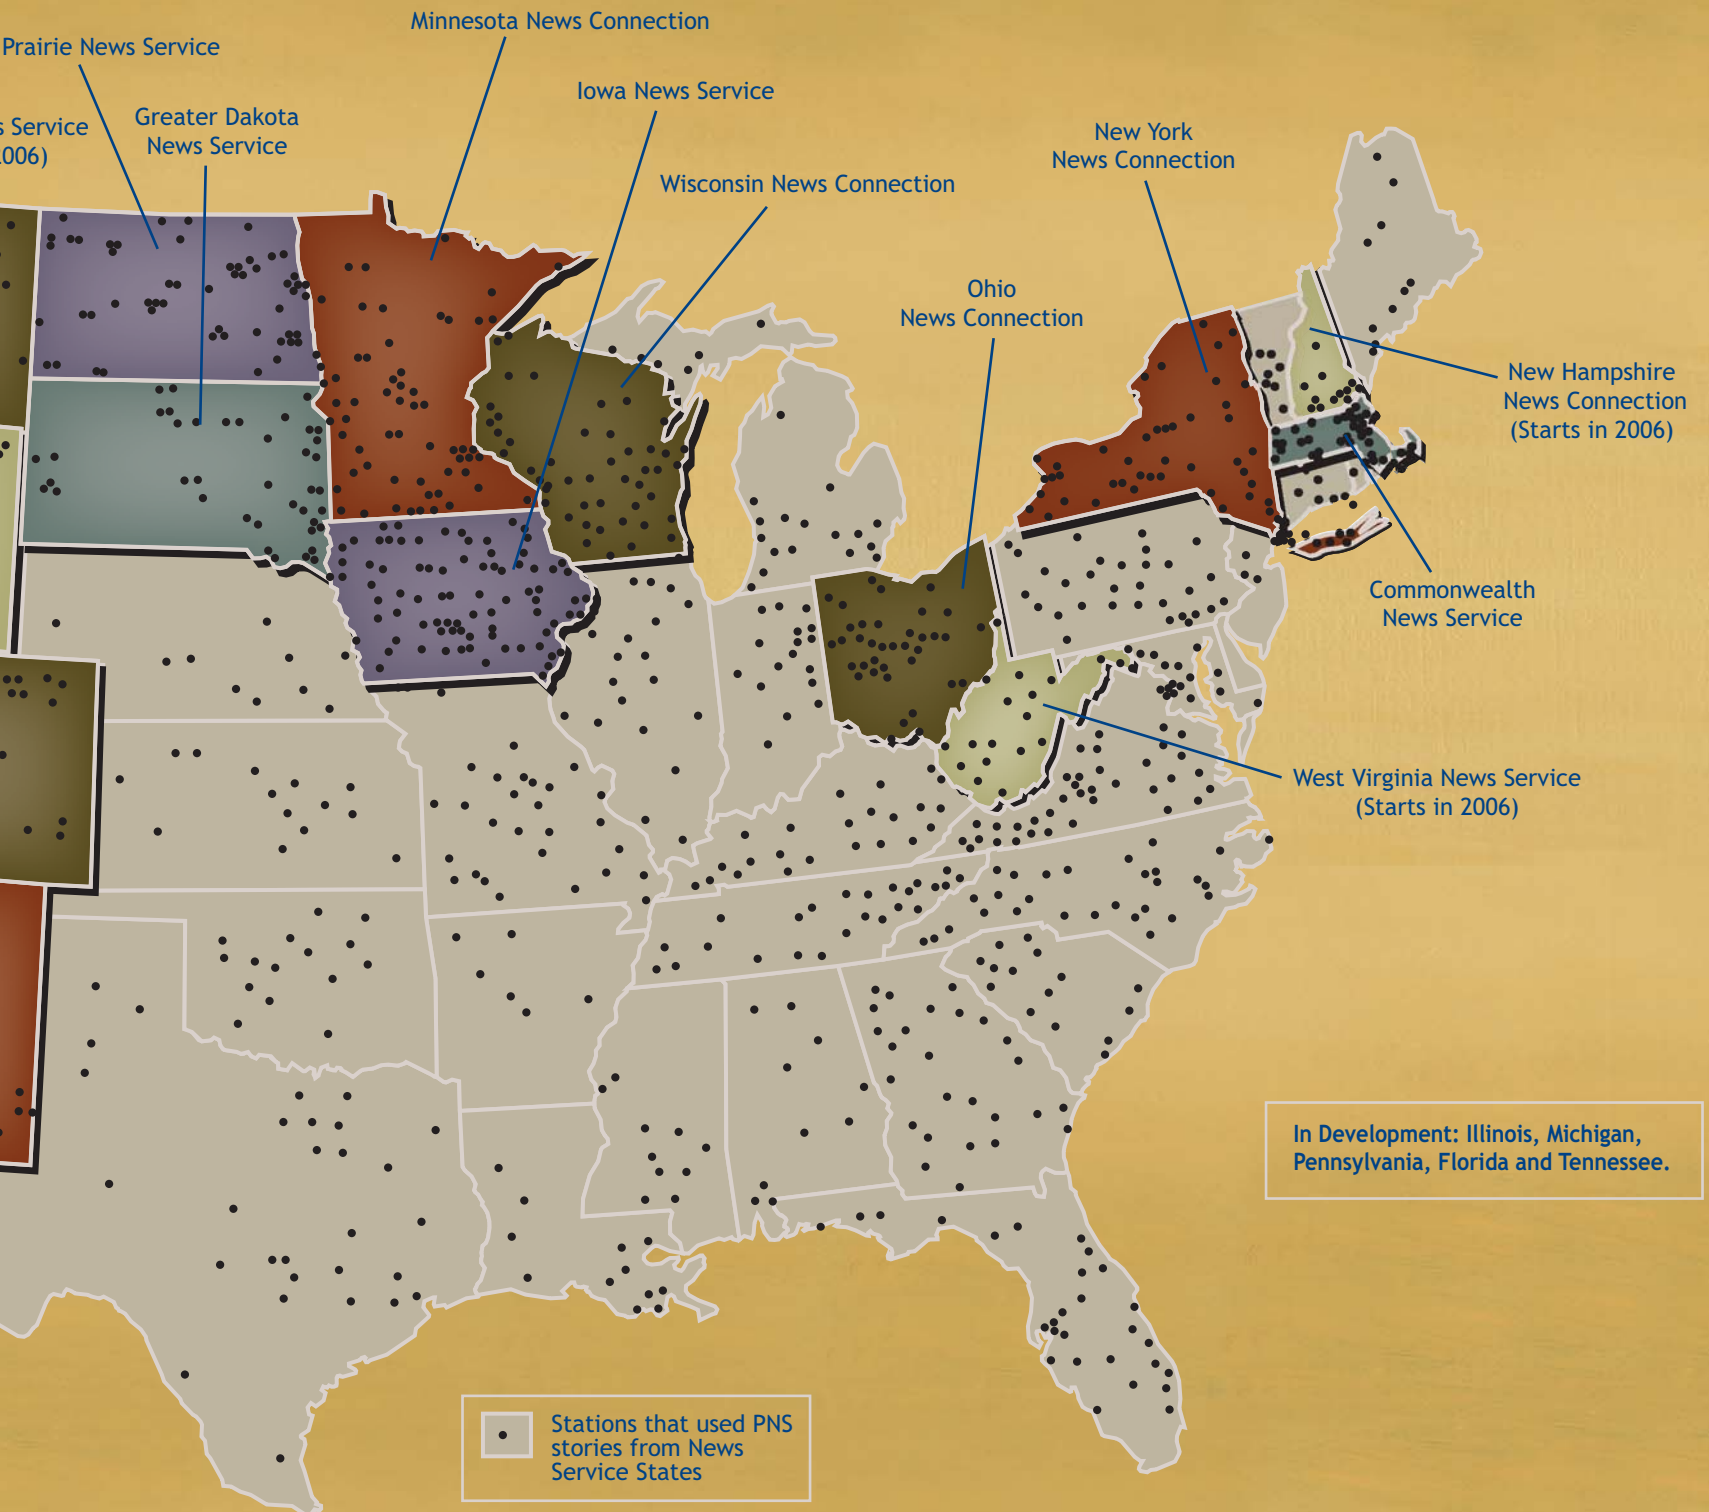 Minnesota News Connection
Prairie News Service
Iowa News Service
Greater Dakota
News Service
Service
2006)
New York
News Connection
Wisconsin News Connection
Ohio
News Connection
New Hampshire
News Connection
(Starts in 2006)
Commonwealth
News Service
West Virginia News Service
(Starts in 2006)
In Development: Illinois, Michigan,
Pennsylvania, Florida and Tennessee.
Stations that used PNS
stories from News
Service States